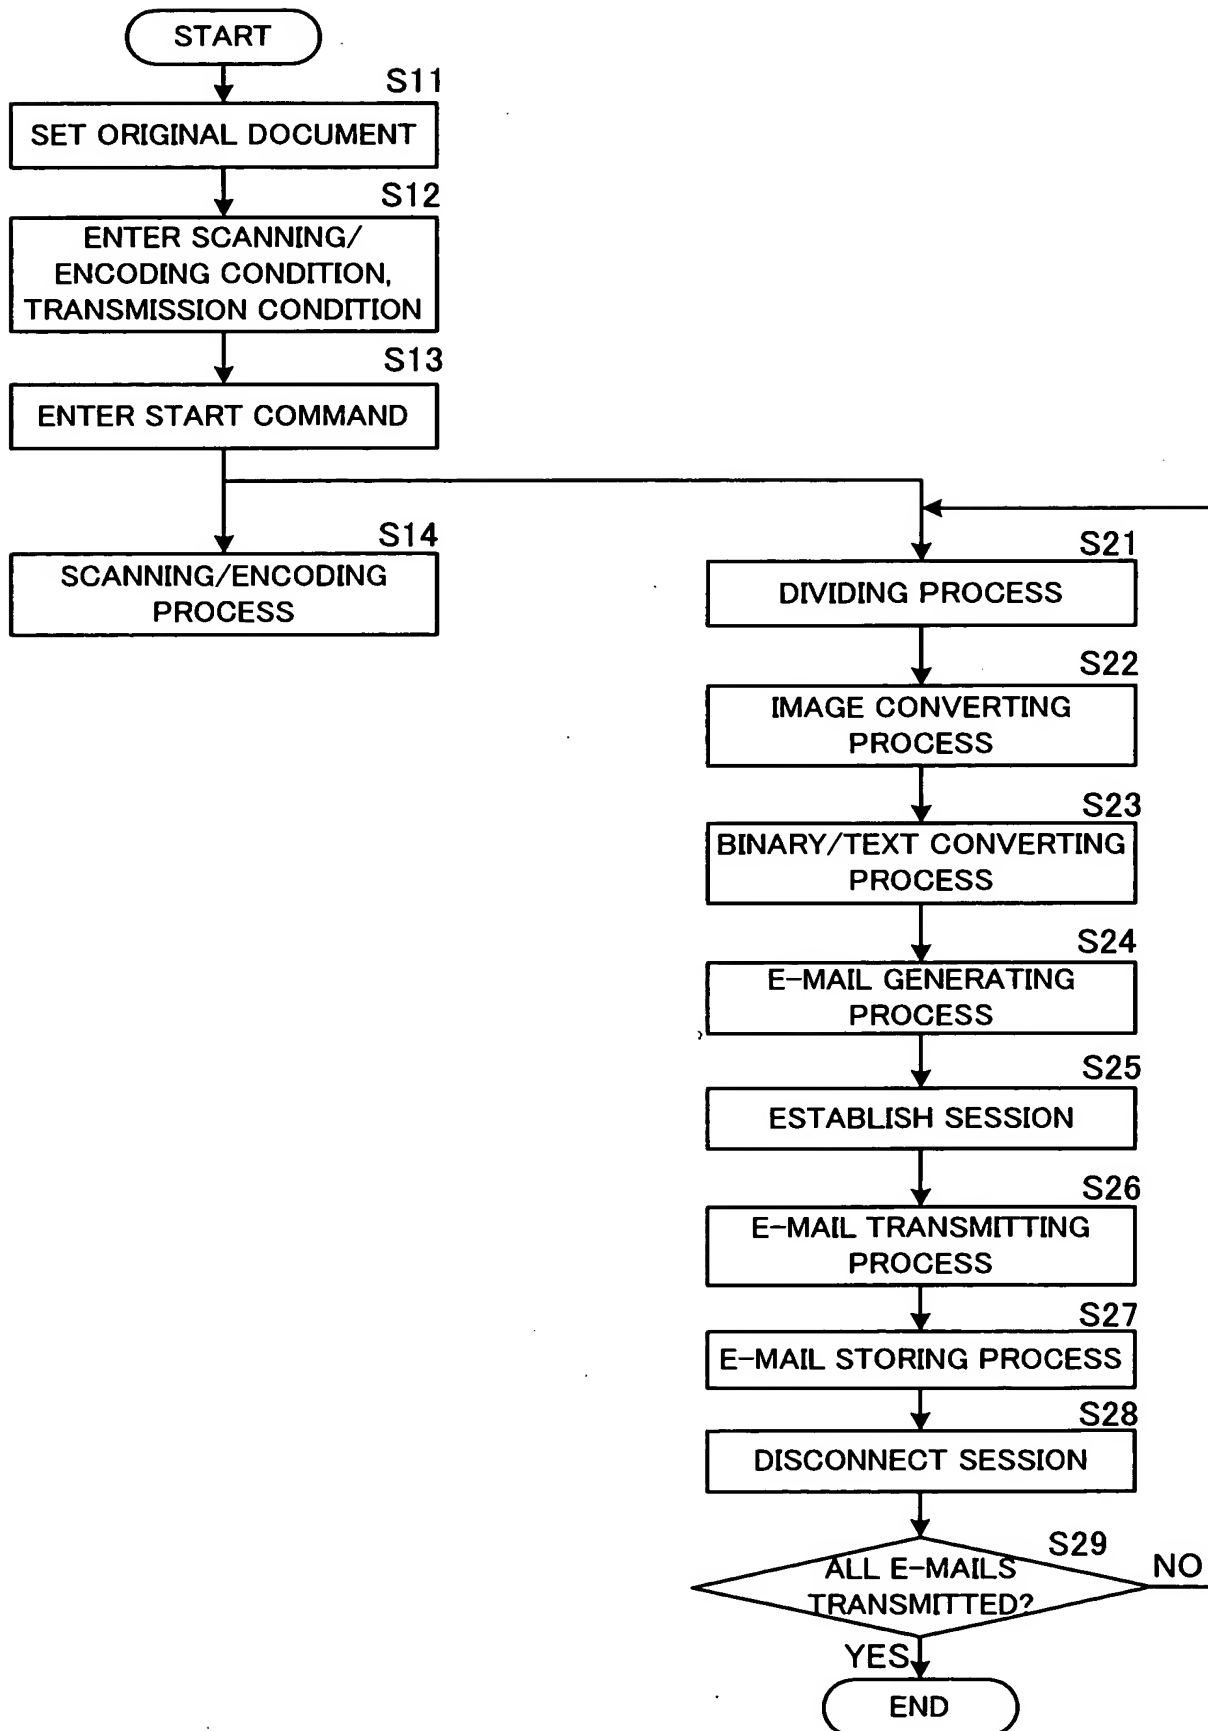 START
S11
SET ORIGINAL DOCUMENT
S12
ENTER SCANNING/
ENCODING CONDITION,
TRANSMISSION CONDITION
S13
ENTER START COMMAND
S14
SCANNING/ENCODING
PROCESS
S21
DIVIDING PROCESS
S22
IMAGE CONVERTING
PROCESS
S23
BINARY/TEXT CONVERTING
PROCESS
S24
E-MAIL GENERATING
PROCESS
S25
ESTABLISH SESSION
S26
E-MAIL TRANSMITTING
PROCESS
S27
E-MAIL STORING PROCESS
S28
DISCONNECT SESSION
S29
ALL E-MAILS
TRANSMITTED?
NO
YES
END